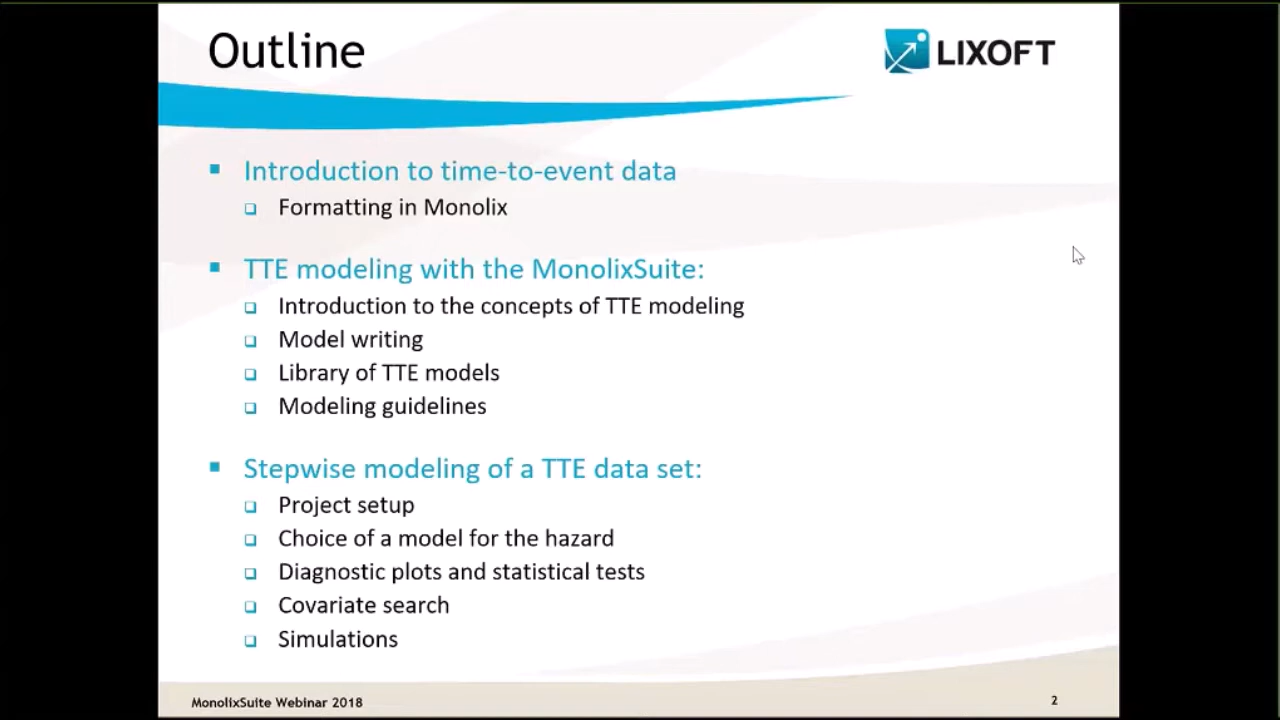 Outline
LIXOFT
Introduction to time-to-event data
Formatting in Monolix
TTE modeling with the MonolixSuite:
Introduction to the concepts of TTE modeling
Model writing
Library of TTE models
Modeling guidelines
Stepwise modeling of a TTE data set:
Project setup
Choice of a model for the hazard
Diagnostic plots and statistical tests
Covariate search
Simulations
MonolixSuite Webinar 2018
2